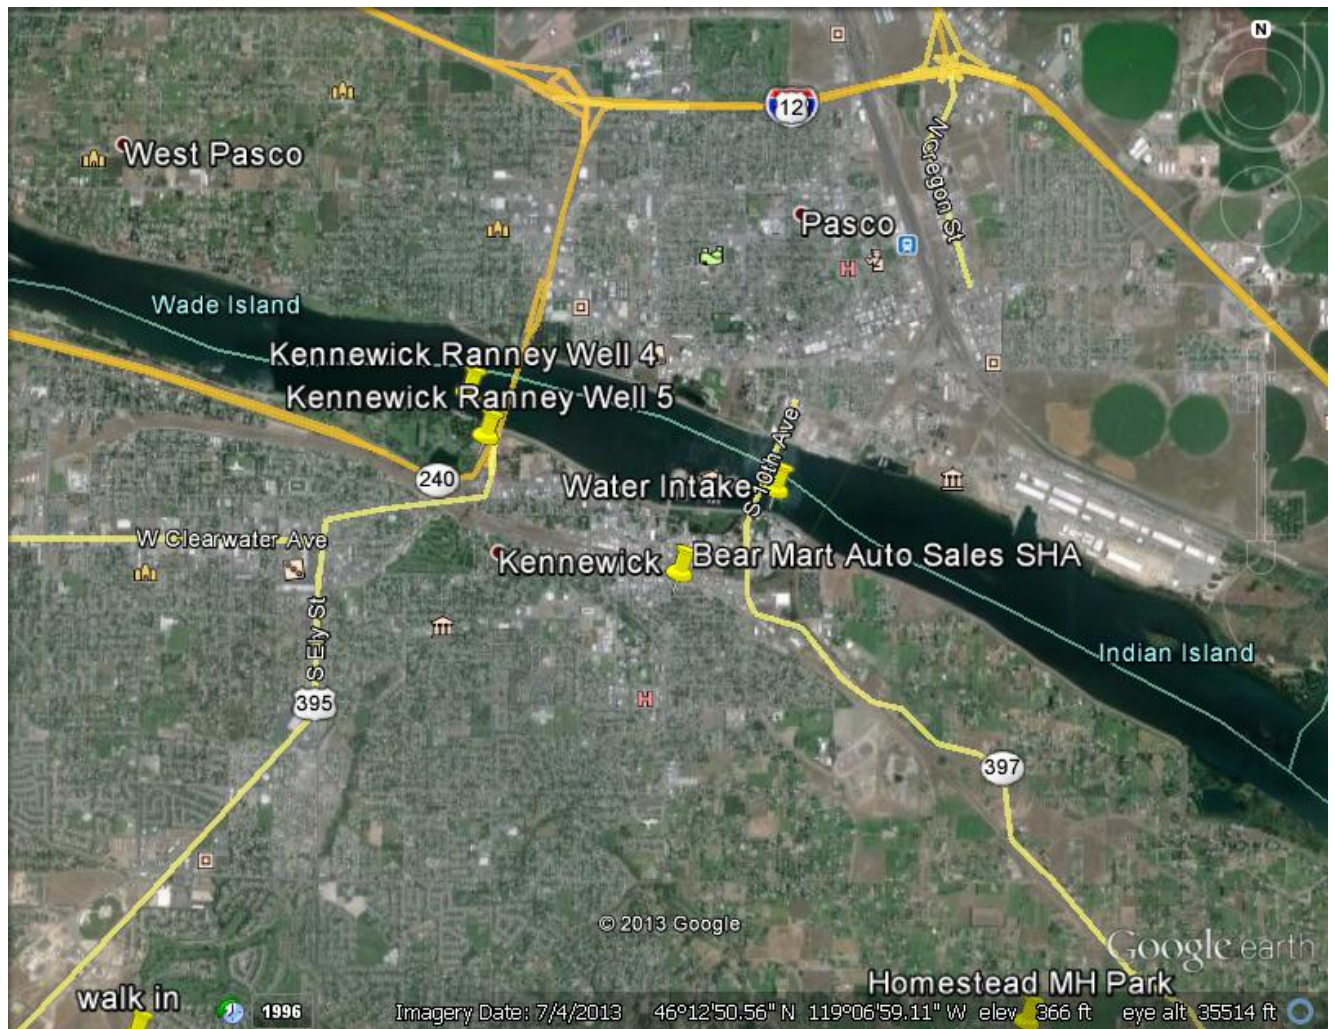 N
12
West Pasco
N Oregon St
Pasco
Wade Island
Kennewick Ranney Well 4
Kennewick Ranney Well 5
S 10th Ave
240
Water Intake
W Clearwater Ave
Kennewick
Bear Mart Auto Sales SHA
S Ely St
Indian Island
395
397
© 2013 Google
Google earth
Homestead MH Park
walk in
1996
Imagery Date: 7/4/2013 46°12'50.56" N 119°06'59.11" W elev 366 ft eye alt 35514 ft